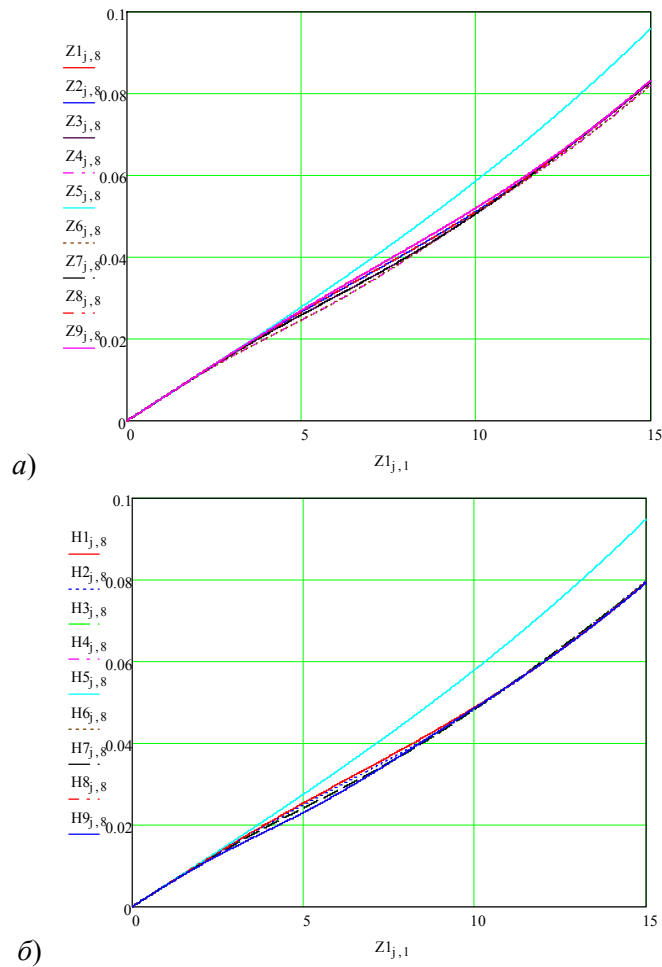 0.1
Z1j,8
Z2j,8
0.08
Z3j,8
Z4j,8
0.06
Z5j,8
Z6j,8
0.04
Z7j,8
Z8j,8
0.02
Z9j,8
0
0 5 10 15
Z1j,1
а)
0.1
H1j,8
H2j,8
0.08
H3j,8
H4j,8
0.06
H5j,8
H6j,8
0.04
H7j,8
H8j,8
0.02
H9j,8
0
0 5 10 15
Z1j,1
б)